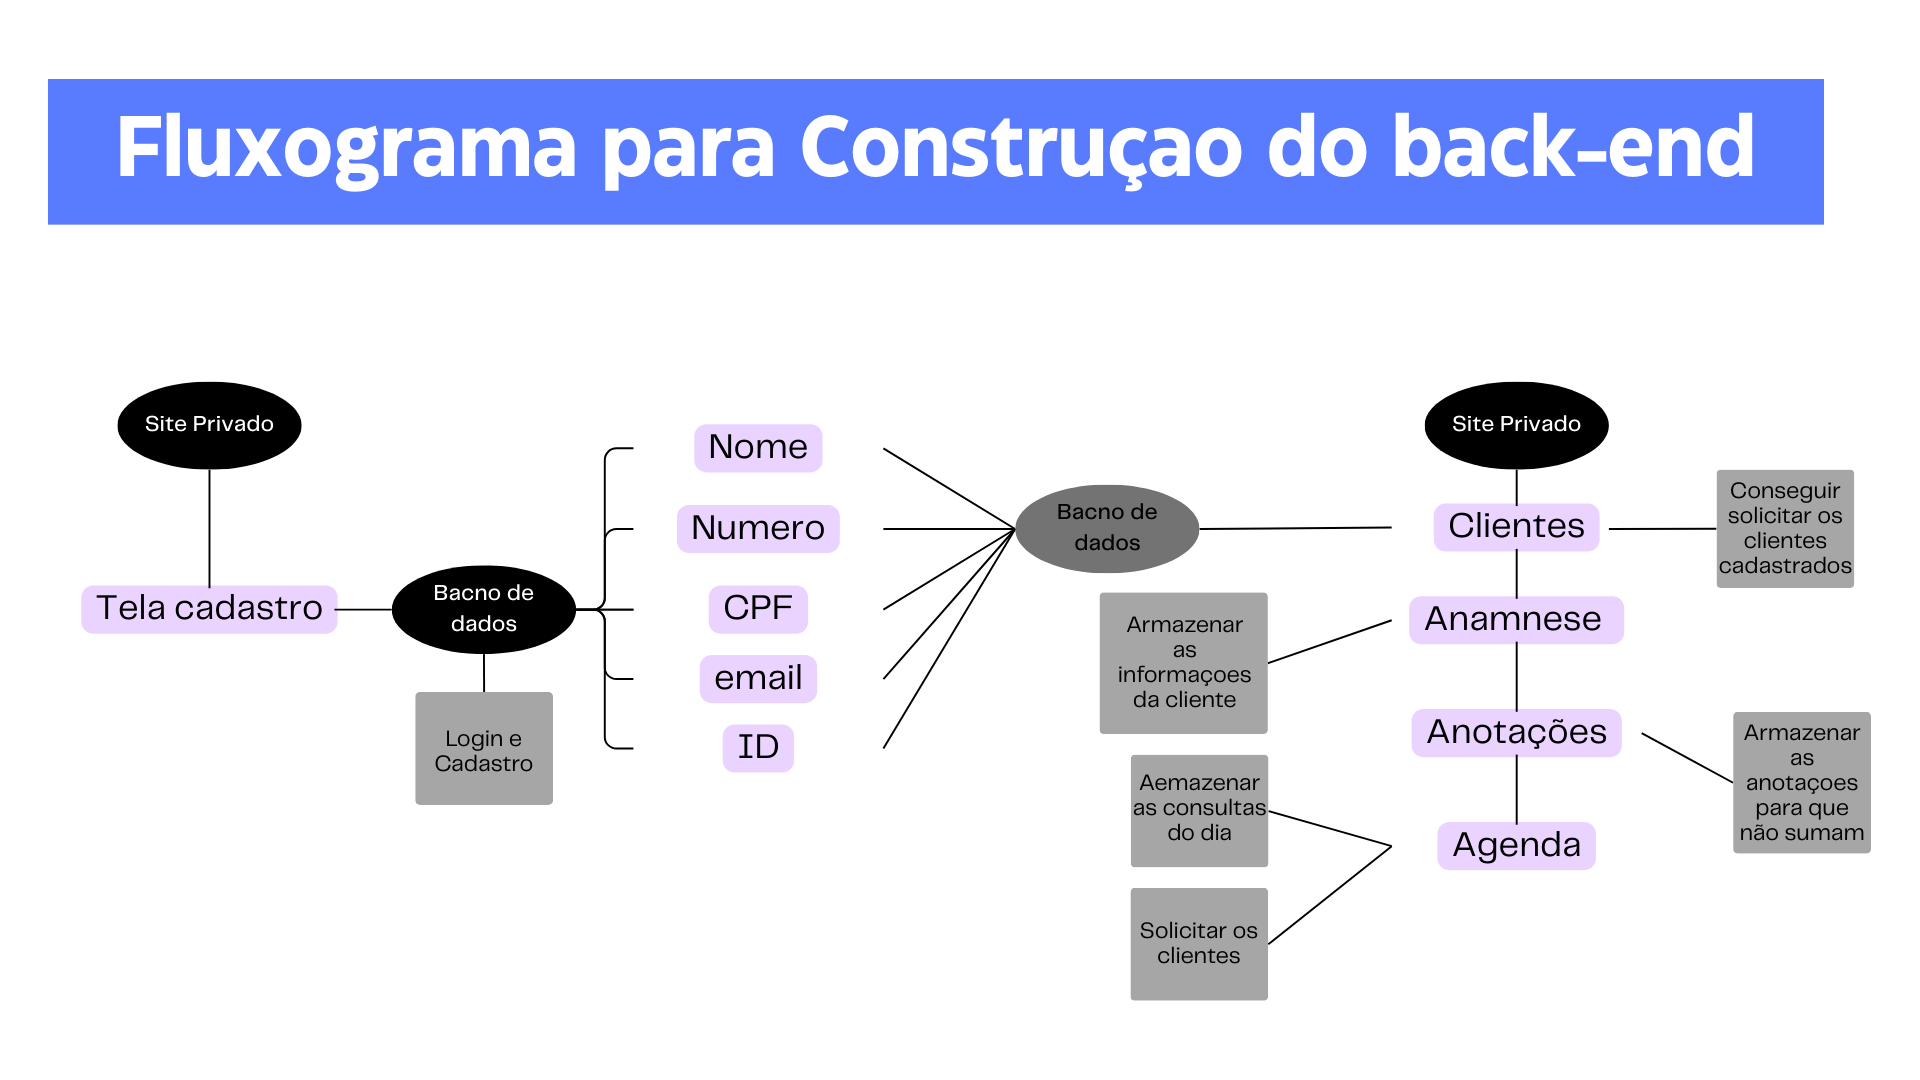 Fluxograma para Construçao do back-end
Site Privado
Tela cadastro
Bacno de
dados
Login e
Cadastro
Nome
Numero
CPF
email
ID
Bacno de
dados
Site Privado
Clientes
Conseguir
solicitar os
clientes
cadastrados
Anamnese
Armazenar
as
informaçoes
da cliente
Anotações
Armazenar
as
anotaçoes
para que
não sumam
Agenda
Aemazenar
as consultas
do dia
Solicitar os
clientes